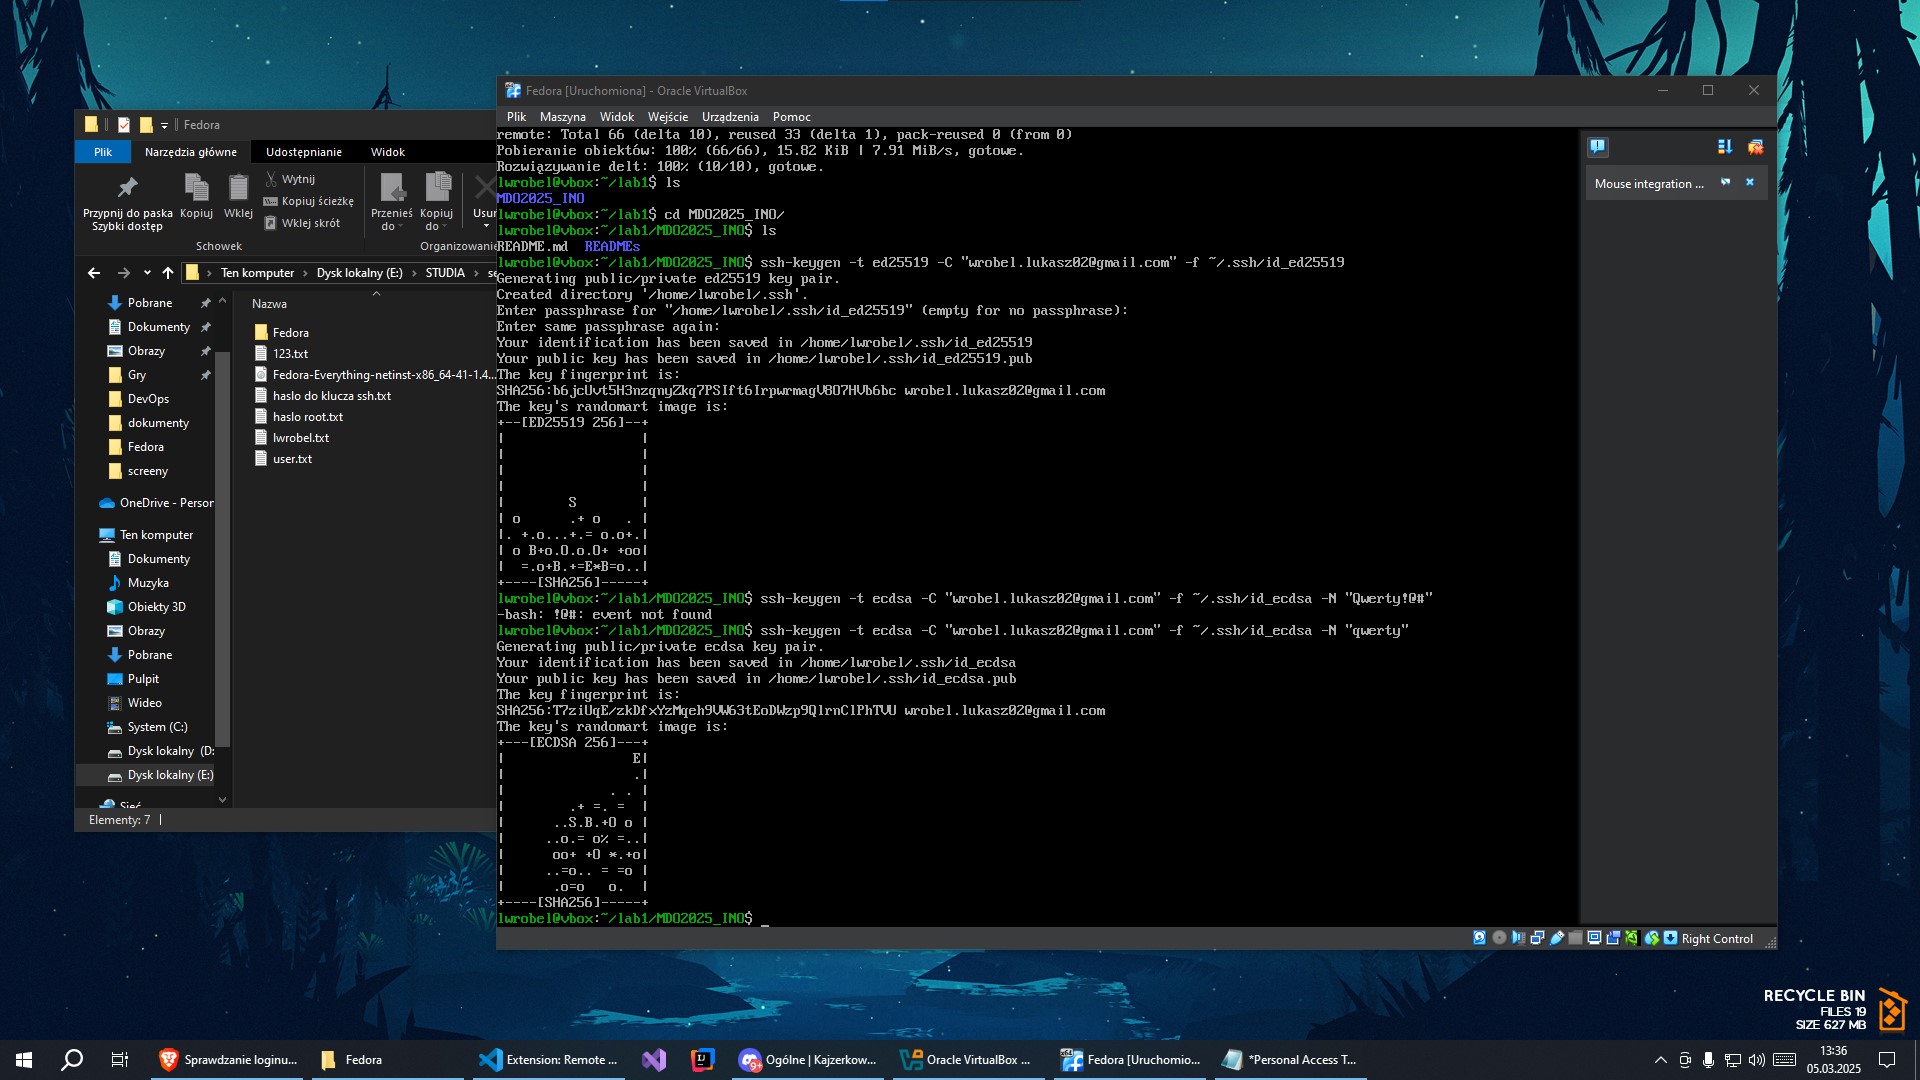 Fedora
Plik
Narzędzia główne
Udostępnianie
Widok
Przypnij do paska
Szybki dostęp
Kopiuj
Wklej
Wytnij
Kopiuj ścieżkę
Wklej skrót
Przenieś
do
Kopiuj
do
Usuń
Schowek
Organizowanie
Ten komputer
Dysk lokalny (E:)
STUDIA
Pobrane
Dokumenty
Obrazy
Gry
DevOps
dokumenty
Fedora
screeny
OneDrive - Person
Ten komputer
Dokumenty
Muzyka
Obiekty 3D
Obrazy
Pobrane
Pulpit
Wideo
System (C:)
Dysk lokalny (D:
Dysk lokalny (E:)
Sieć
Nazwa
Fedora
123.txt
Fedora-Everything-netinst-x86_64-41-1.4...
haslo do klucza ssh.txt
haslo root.txt
lwrobel.txt
user.txt
Elementy: 7
Fedora [Uruchomiona] - Oracle VirtualBox
Plik Maszyna Widok Wejście Urządzenia Pomoc
remote: Total 66 (delta 10), reused 33 (delta 1), pack-reused 0 (from 0)
Pobieranie obiektów: 100% (66/66), 15.82 KiB | 7.91 MiB/s, gotowe.
Rozwiązywanie delt: 100% (10/10), gotowe.
lwrobel@vbox:~/lab1$ ls
MDO2025_INO
lwrobel@vbox:~/lab1$ cd MDO2025_INO/
lwrobel@vbox:~/lab1/MDO2025_INO$ ls
README.md  READMEs
lwrobel@vbox:~/lab1/MDO2025_INO$ ssh-keygen -t ed25519 -C "wrobel.lukasz02@gmail.com" -f ~/.ssh/id_ed25519
Generating public/private ed25519 key pair.
Created directory '/home/lwrobel/.ssh'.
Enter passphrase for "/home/lwrobel/.ssh/id_ed25519" (empty for no passphrase):
Enter same passphrase again:
Your identification has been saved in /home/lwrobel/.ssh/id_ed25519
Your public key has been saved in /home/lwrobel/.ssh/id_ed25519.pub
The key fingerprint is:
SHA256:b6jcUvt5H3nzqnyZkq7PSIft6IrpwrmagV8O7HVb6bc wrobel.lukasz02@gmail.com
The key's randomart image is:
+--[ED25519 256]--+
|                 |
|                 |
|                 |
|                 |
|        S        |
| o      .+ o   . |
|. +.o...+.= o.o+.|
| o B+o.O.o.O+ +oo|
|  =.o+B.+=E*B=o..|
+----[SHA256]-----+
lwrobel@vbox:~/lab1/MDO2025_INO$ ssh-keygen -t ecdsa -C "wrobel.lukasz02@gmail.com" -f ~/.ssh/id_ecdsa -N "Qwerty!@#"
-bash: !@#: event not found
lwrobel@vbox:~/lab1/MDO2025_INO$ ssh-keygen -t ecdsa -C "wrobel.lukasz02@gmail.com" -f ~/.ssh/id_ecdsa -N "qwerty"
Generating public/private ecdsa key pair.
Your identification has been saved in /home/lwrobel/.ssh/id_ecdsa
Your public key has been saved in /home/lwrobel/.ssh/id_ecdsa.pub
The key fingerprint is:
SHA256:T7ziUqE/zkDfxYzMqeh9VW63tEoDWzp9QlrnClPhTVU wrobel.lukasz02@gmail.com
The key's randomart image is:
+---[ECDSA 256]---+
|                E|
|                .|
|             . . |
|        .+ =. =  |
|      ..S.B.+O o |
|     ..o.= o% =..|
|      oo+ +O *.+o|
|     ..=o.. = =o |
|      .o=o   o.  |
+----[SHA256]-----+
lwrobel@vbox:~/lab1/MDO2025_INO$ _
Mouse integration ...
Right Control
RECYCLE BIN
FILES 19
SIZE 627 MB
Sprawdzanie loginu...
Fedora
Extension: Remote ...
Ogólne | Kajzerkow...
Oracle VirtualBox ...
Fedora [Uruchomio...
*Personal Access T...
13:36
05.03.2025